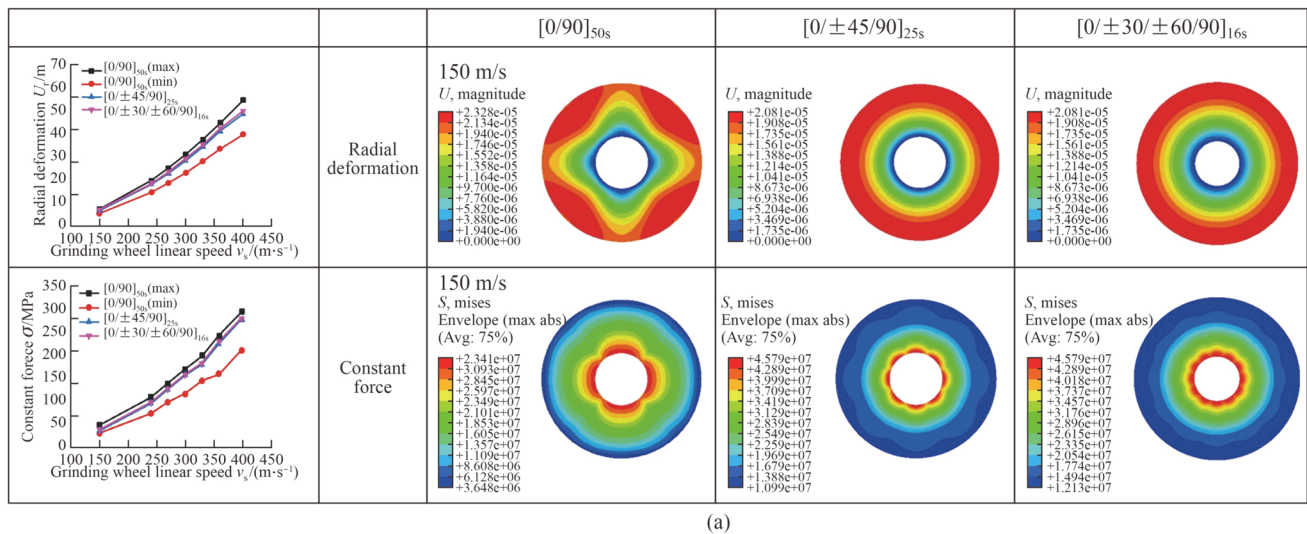 [0/90]50s
[0/±45/90]25s
[0/±30/±60/90]16s
70
60
60
50
40
30
30
20
10
0
Radial deformation Ur/m
[0/90]50s(max)
[0/90]50s(min)
[0/±45/90]25s
[0/±30/±60/90]16s
100 150 200 250 300 350 400 450
Grinding wheel linear speed vs/(m·s⁻¹)
Radial
deformation
150 m/s
U, magnitude
+2.328e-05
+2.134e-05
+1.940e-05
+1.746e-05
+1.552e-05
+1.358e-05
+1.164e-05
+9.700e-06
+7.760e-06
+5.820e-06
+3.880e-06
+1.940e-06
+0.000e+00
U, magnitude
+2.081e-05
+1.908e-05
+1.735e-05
+1.561e-05
+1.388e-05
+1.214e-05
+1.041e-05
+8.673e-06
+6.938e-06
+5.204e-06
+3.469e-06
+1.735e-06
+0.000e+00
U, magnitude
+2.081e-05
+1.908e-05
+1.735e-05
+1.561e-05
+1.388e-05
+1.214e-05
+1.041e-05
+8.673e-06
+6.938e-06
+5.204e-06
+3.469e-06
+1.735e-06
+0.000e+00
350
300
200
200
150
100
50
0
Constant foreece σ/MPa
[0/90]50s(max)
[0/90]50s(min)
[0/±45/90]25s
[0/±30/±60/90]16s
100 150 200 250 300 350 400 450
Grinding wheel linear speed vs/(m·s⁻¹)
Constant
force
150 m/s
S, mises
Envelope (max abs)
(Avg: 75%)
+2.341e+07
+3.093e+07
+2.845e+07
+2.597e+07
+2.349e+07
+2.101e+07
+1.853e+07
+1.605e+07
+1.357e+07
+1.109e+07
+8.608e+06
+6.128e+06
+3.648e+06
S, mises
Envelope (max abs)
(Avg: 75%)
+4.579e+07
+4.289e+07
+3.999e+07
+3.709e+07
+3.419e+07
+3.129e+07
+2.839e+07
+2.549e+07
+2.259e+07
+1.969e+07
+1.679e+07
+1.388e+07
+1.099e+07
S, mises
Envelope (max abs)
(Avg: 75%)
+4.579e+07
+4.289e+07
+4.018e+07
+3.737e+07
+3.457e+07
+3.176e+07
+2.896e+07
+2.615e+07
+2.335e+07
+2.054e+07
+1.774e+07
+1.494e+07
+1.213e+07
(a)